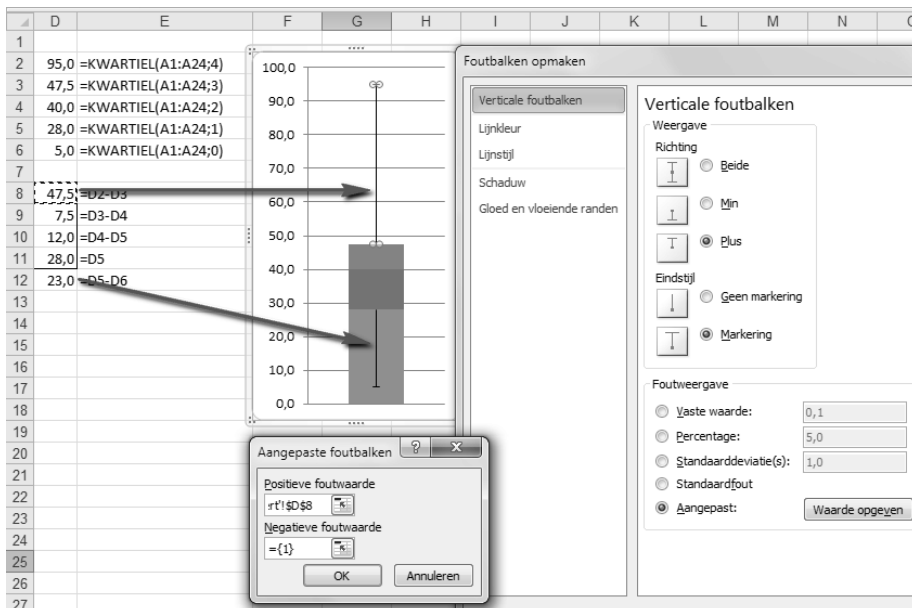 D E F G H I J K L M N
1
2 95,0 =KWARTIEL(A1:A24;4)
3 47,5 =KWARTIEL(A1:A24;3)
4 40,0 =KWARTIEL(A1:A24;2)
5 28,0 =KWARTIEL(A1:A24;1)
6 5,0 =KWARTIEL(A1:A24;0)
7
8 47,5 =D2-D3
9 7,5 =D3-D4
10 12,0 =D4-D5
11 28,0 =D5
12 23,0 =D5-D6
13
14
15
16
17
18
19
20
21
22
23
24
25
26
27
100,0
90,0
80,0
70,0
60,0
50,0
40,0
30,0
20,0
10,0
0,0
Foutbalken opmaken
Verticale foutbalken
Lijnkleur
Lijnstijl
Schaduw
Gloed en vloeiende randen
Verticale foutbalken
Weergave
Richting
Beide
Min
Plus
Eindstijl
Geen markering
Markering
Foutweergave
Vaste waarde: 0,1
Percentage: 5,0
Standaarddeviatie(s): 1,0
Standaardfout
Aangepast: Waarde opgeven
Aangepaste foutbalken
Positieve foutwaarde
rt'!$D$8
Negatieve foutwaarde
={1}
OK Annuleren